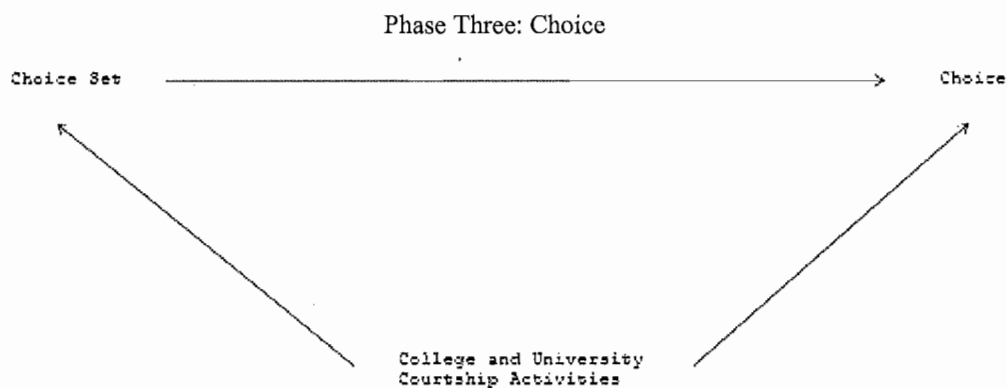 Phase Three: Choice
Choice Set
Choice
College and University
Courtship Activities